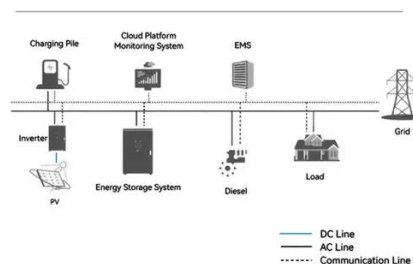 Charging Pile
Cloud Platform
Monitoring System
EMS
Grid
Inverter
PV
Energy Storage System
Diesel
Load
DC Line
AC Line
Communication Line